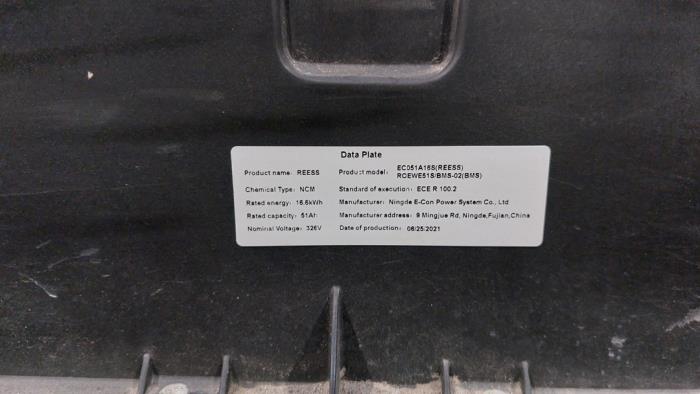 Data Plate
Product name: REESS Product model: EC051A16S(REESS)
ROEWE51S/BMS-02(BMS)
Chemical Type: NCM Standard of execution: ECE R 100.2
Rated energy: 16.6kWh Manufacturer: Ningde E-Con Power System Co., Ltd
Rated capacity: 51Ah Manufacturer address: 9 Mingjue Rd, Ningde,Fujian,China
Nominal Voltage: 326V Date of production: 06/25/2021